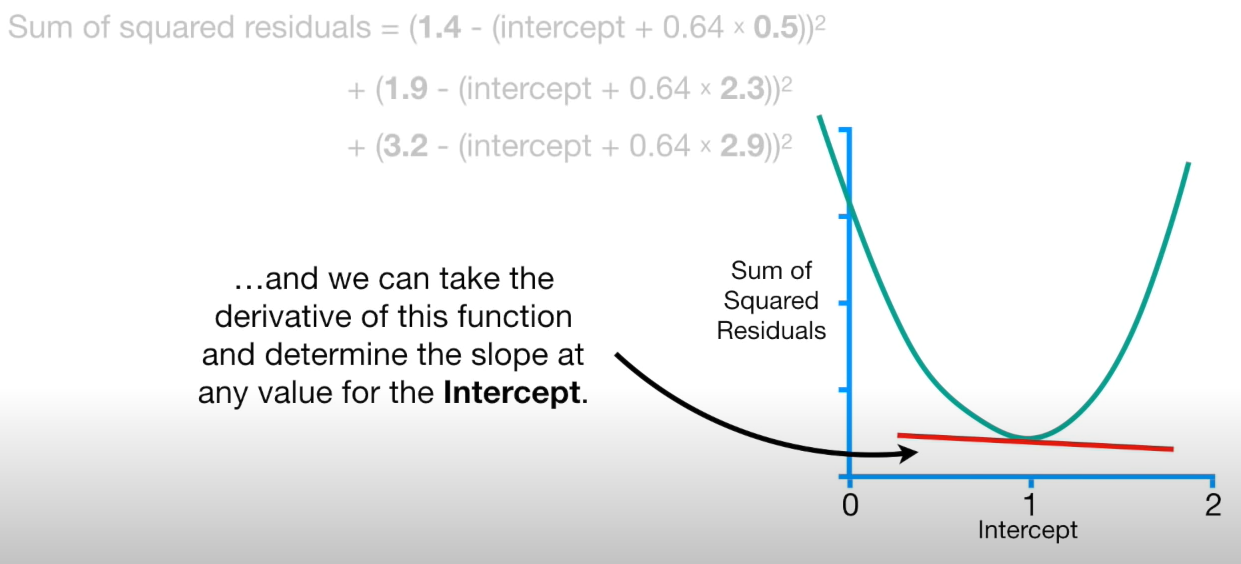 Sum of squared residuals = (1.4 - (intercept + 0.64 × 0.5))²
+ (1.9 - (intercept + 0.64 × 2.3))²
+ (3.2 - (intercept + 0.64 × 2.9))²
…and we can take the
derivative of this function
and determine the slope at
any value for the Intercept.
Sum of
Squared
Residuals
0
1
2
Intercept